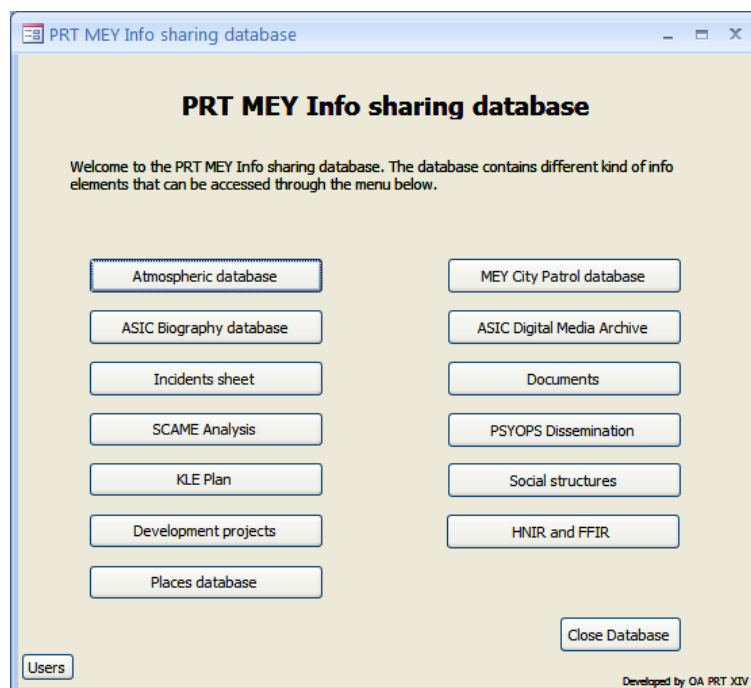 PRT MEY Info sharing database
PRT MEY Info sharing database
Welcome to the PRT MEY Info sharing database. The database contains different kind of info
elements that can be accessed through the menu below.
Atmospheric database
MEY City Patrol database
ASIC Biography database
ASIC Digital Media Archive
Incidents sheet
Documents
SCAME Analysis
PSYOPS Dissemination
KLE Plan
Social structures
Development projects
HNIR and FFIR
Places database
Close Database
Users
Developed by OA PRT XIV